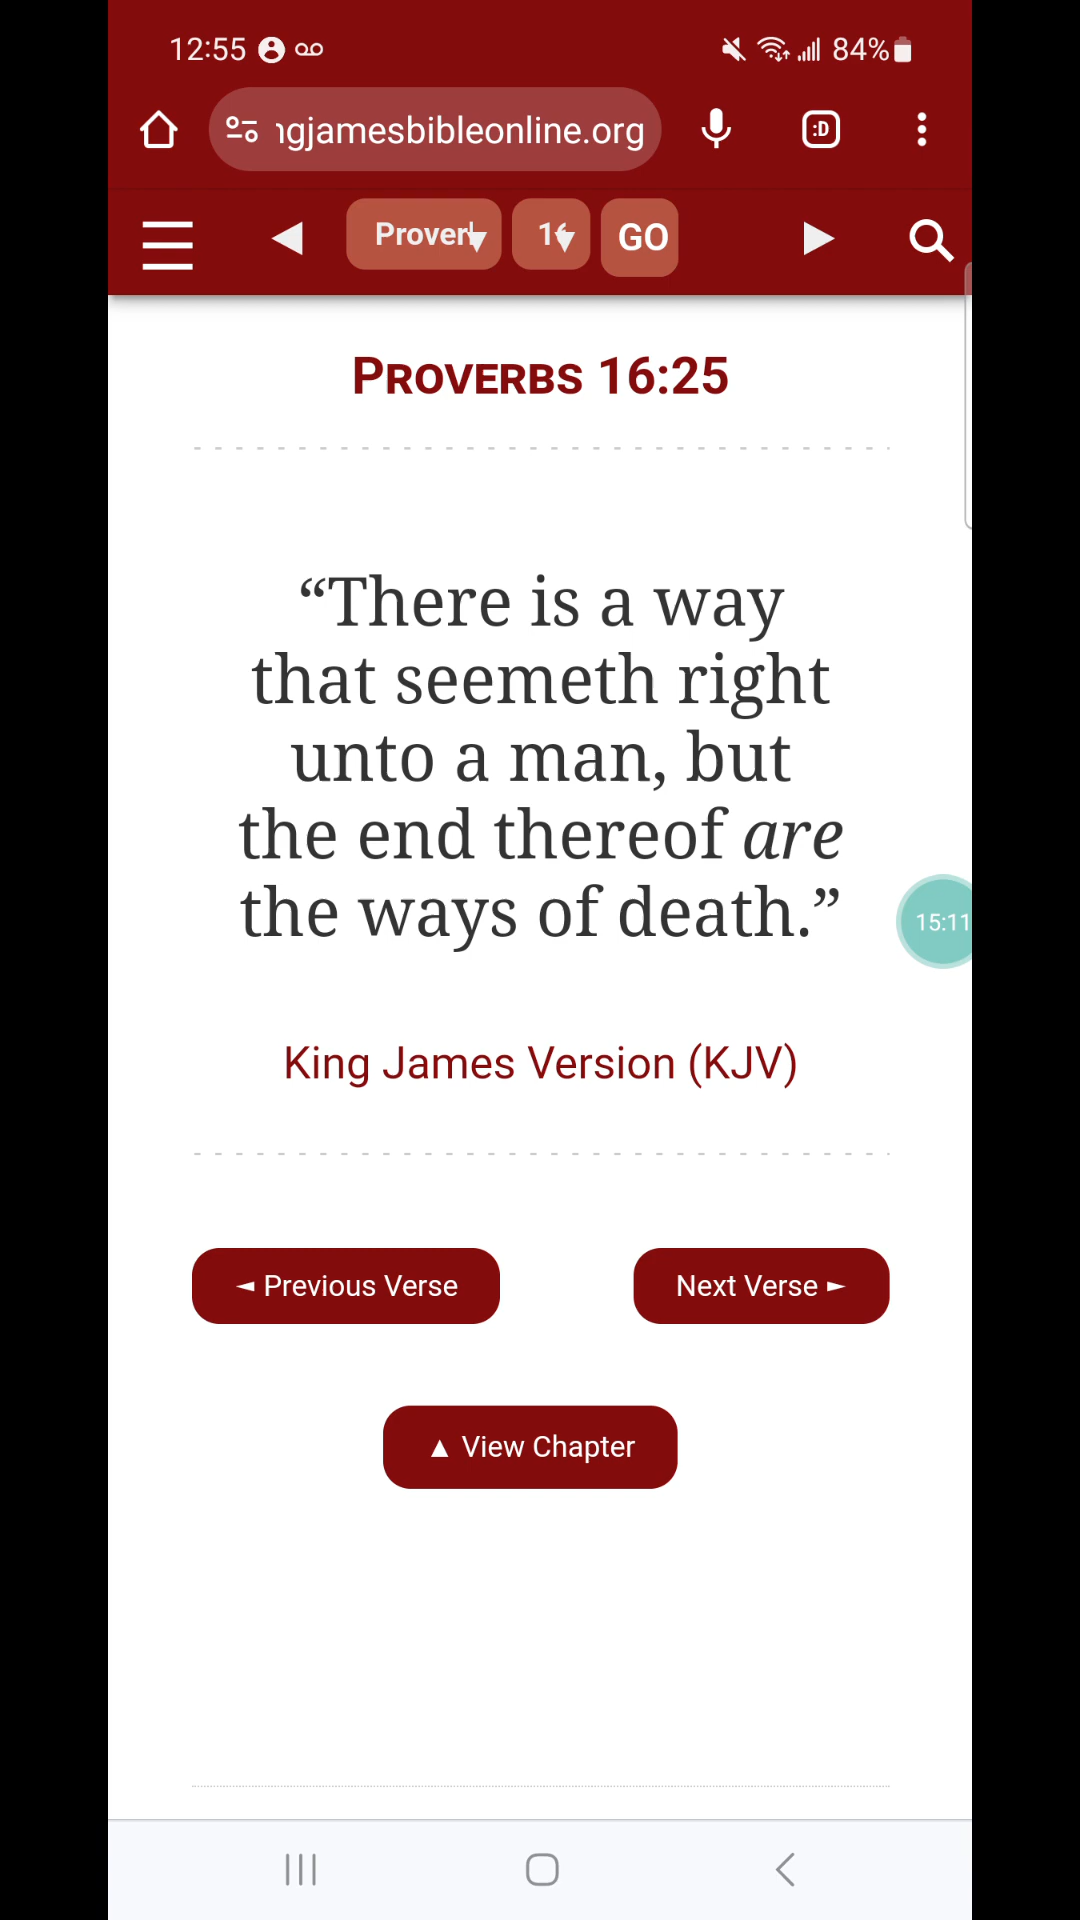 12:55 84%
ngjamesbibleonline.org :D
Proverb 16 GO
PROVERBS 16:25
“There is a way
that seemeth right
unto a man, but
the end thereof are
the ways of death.”
15:11
King James Version (KJV)
◄ Previous Verse Next Verse ►
▲ View Chapter